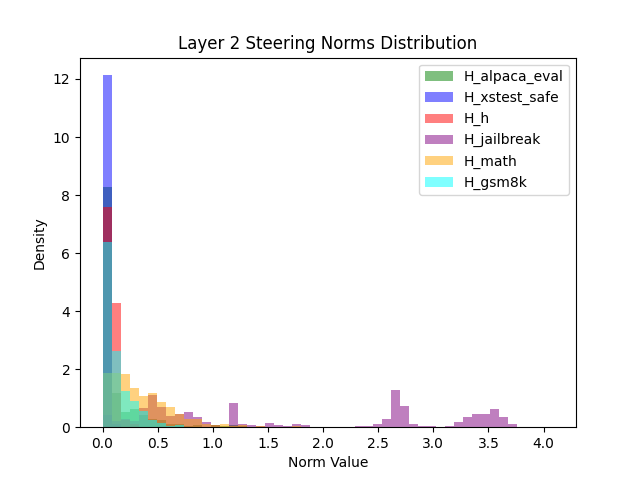 Layer 2 Steering Norms Distribution
H_alpaca_eval
H_xstest_safe
H_h
H_jailbreak
H_math
H_gsm8k
12
10
8
6
4
2
0
Density
0.0 0.5 1.0 1.5 2.0 2.5 3.0 3.5 4.0
Norm Value